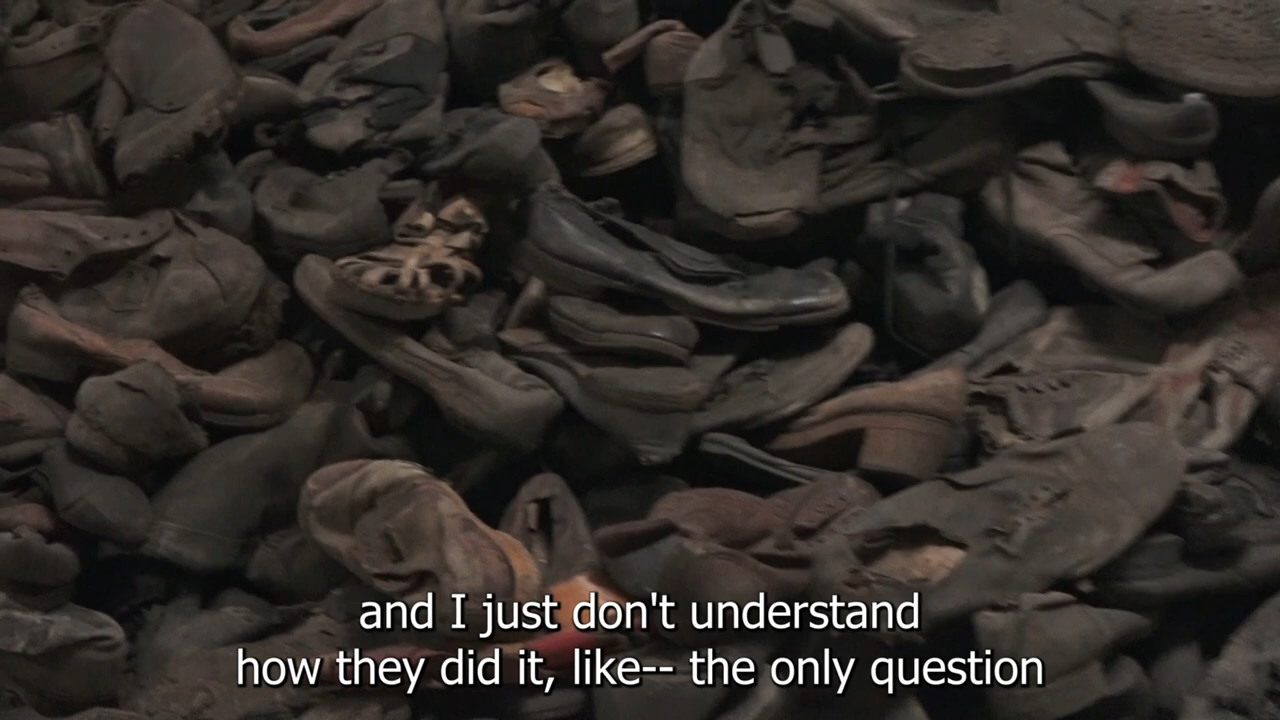 and I just don't understand
how they did it, like-- the only question